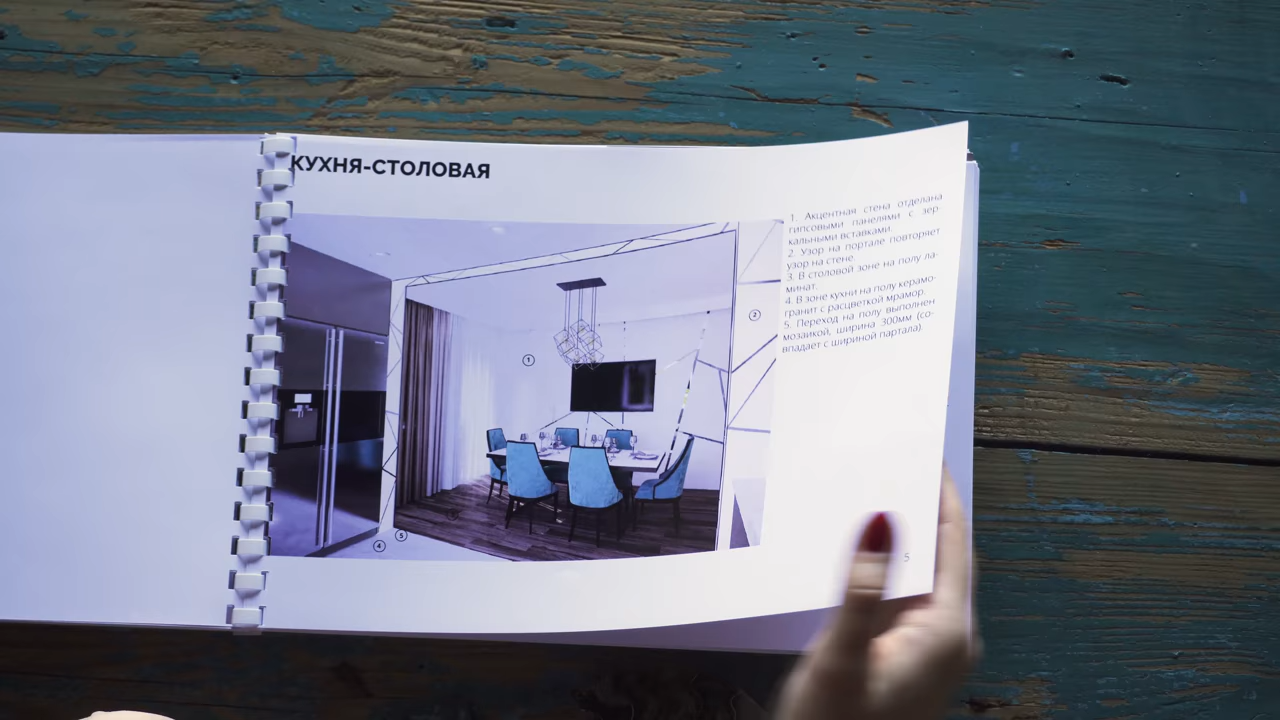 КУХНЯ-СТОЛОВАЯ
1. Акцентная стена отделана
гипсовыми панелями с зер-
кальными вставками.
2. Узор на портале повторяет
узор на стене.
3. В столовой зоне на полу ла-
минат.
4. В зоне кухни на полу керамо-
гранит с расцветкой мрамор.
5. Переход на полу выполнен
мозаикой, ширина 300мм (со-
впадает с шириной партала).
2
1
5
4
5